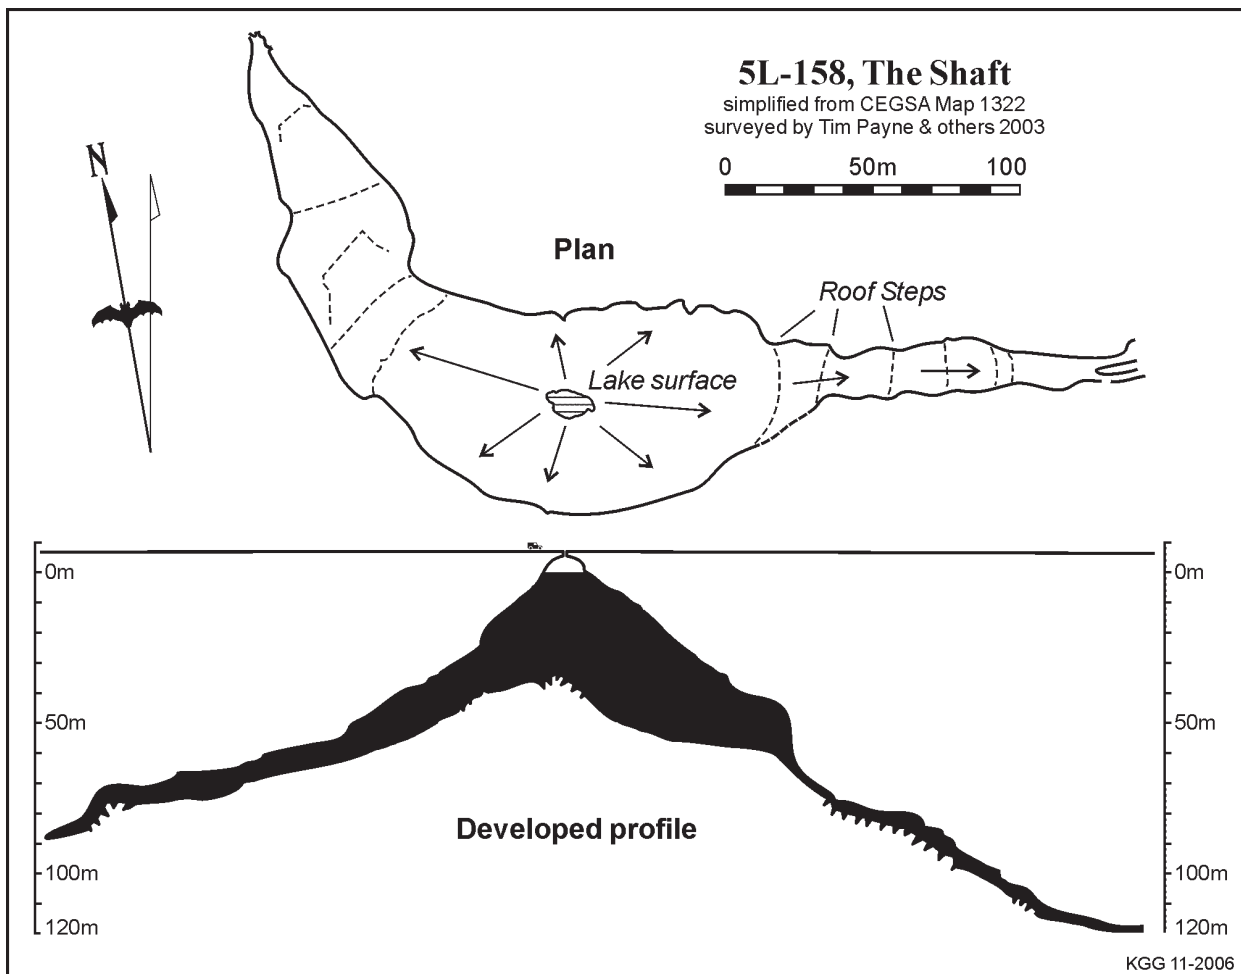 5L-158, The Shaft
simplified from CEGSA Map 1322
surveyed by Tim Payne & others 2003
0 50m 100
N
Plan
Roof Steps
Lake surface
0m 0m
50m 50m
Developed profile
100m 100m
120m 120m
KGG 11-2006